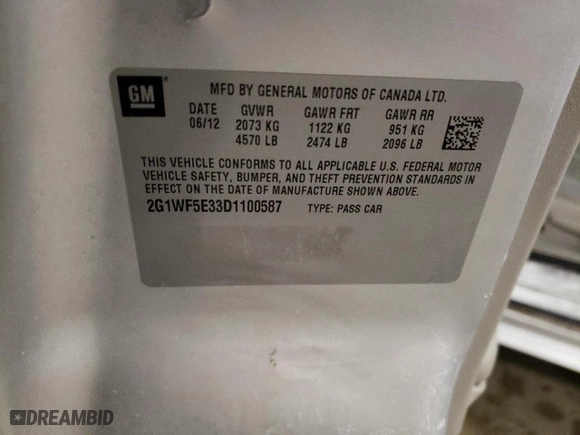 GM
MFD BY GENERAL MOTORS OF CANADA LTD.
DATE GVWR GAWR FRT GAWR RR
06/12 2073 KG 1122 KG 951 KG
4570 LB 2474 LB 2096 LB
THIS VEHICLE CONFORMS TO ALL APPLICABLE U.S. FEDERAL MOTOR
VEHICLE SAFETY, BUMPER, AND THEFT PREVENTION STANDARDS IN
EFFECT ON THE DATE OF MANUFACTURE SHOWN ABOVE.
2G1WF5E33D1100587 TYPE: PASS CAR
DREAMBID